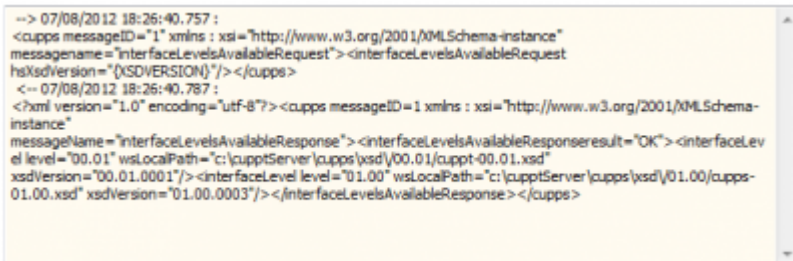 --> 07/08/2012 18:26:40.757 :
<cupps messageID="1" xmlns : xsi="http://www.w3.org/2001/XMLSchema-instance"
messagename="interfaceLevelsAvailableRequest"><interfaceLevelsAvailableRequest
hsXsdVersion="{XSDVERSION}"/></cupps>
<-- 07/08/2012 18:26:40.787 :
<?xml version="1.0" encoding="utf-8"?><cupps messageID=1 xmlns : xsi="http://www.w3.org/2001/XMLSchema-
instance"
messageName="interfaceLevelsAvailableResponse"><interfaceLevelsAvailableResponseresult="OK"><interfaceLev
el level="00.01" wsLocalPath="c:\cupptServer\cupps\xsd\/00.01/cuppt-00.01.xsd"
xsdVersion="00.01.0001"/><interfaceLevel level="01.00" wsLocalPath="c:\cupptServer\cupps\xsd\/01.00/cupps-
01.00.xsd" xsdVersion="01.00.0003"/></interfaceLevelsAvailableResponse></cupps>